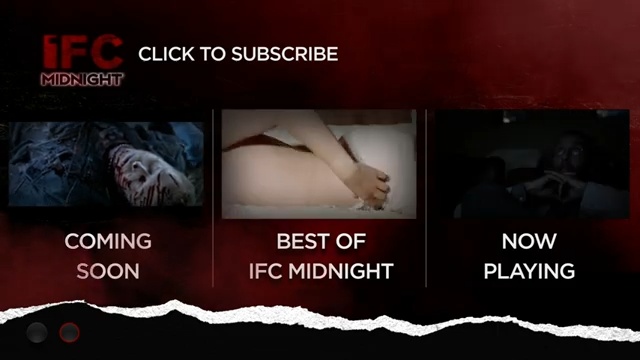 IFC
MIDNIGHT
CLICK TO SUBSCRIBE
COMING
SOON
BEST OF
IFC MIDNIGHT
NOW
PLAYING